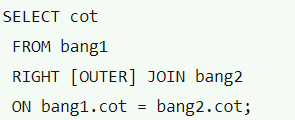 SELECT cot
FROM bang1
RIGHT [OUTER] JOIN bang2
ON bang1.cot = bang2.cot;